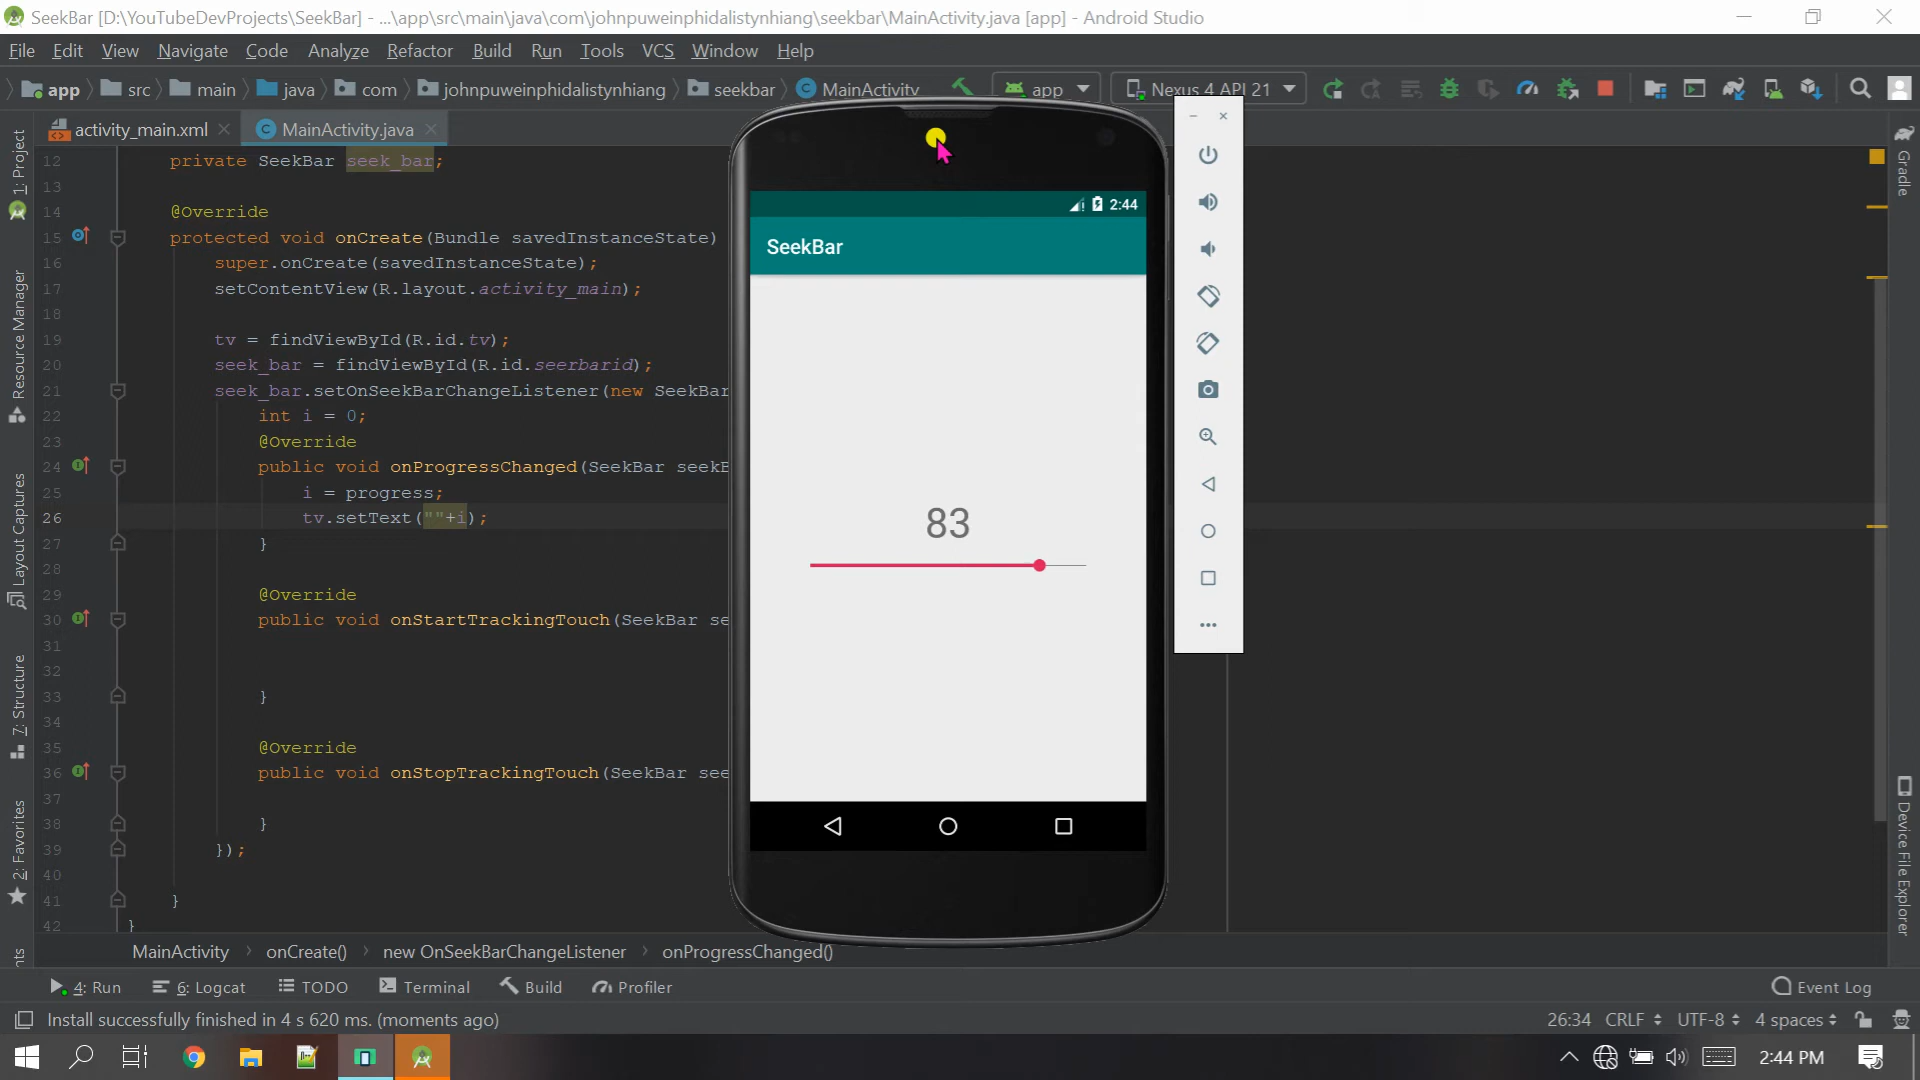 SeekBar [D:\YouTubeDevProjects\SeekBar] - ...\app\src\main\java\com\johnpuweinphidalistynhiang\seekbar\MainActivity.java [app] - Android Studio
File Edit View Navigate Code Analyze Refactor Build Run Tools VCS Window Help
app src main java com johnpuweinphidalistynhiang seekbar MainActivity app Nexus 4 API 21
activity_main.xml MainActivity.java
12 private SeekBar seek_bar;
13
14 @Override
15 protected void onCreate(Bundle savedInstanceState)
16 super.onCreate(savedInstanceState);
17 setContentView(R.layout.activity_main);
18
19 tv = findViewById(R.id.tv);
20 seek_bar = findViewById(R.id.seerbarid);
21 seek_bar.setOnSeekBarChangeListener(new SeekBar
22 int i = 0;
23 @Override
24 public void onProgressChanged(SeekBar seekB
25 i = progress;
26 tv.setText(""+i);
27 }
28
29 @Override
30 public void onStartTrackingTouch(SeekBar se
31
32
33 }
34
35 @Override
36 public void onStopTrackingTouch(SeekBar see
37
38 }
39 });
40
41 }
42 }
2:44
SeekBar
83
1: Project
Resource Manager
Layout Captures
7: Structure
2: Favorites
nts
Gradle
Device File Explorer
MainActivity onCreate() new OnSeekBarChangeListener onProgressChanged()
4: Run 6: Logcat TODO Terminal Build Profiler Event Log
Install successfully finished in 4 s 620 ms. (moments ago) 26:34 CRLF UTF-8 4 spaces
2:44 PM